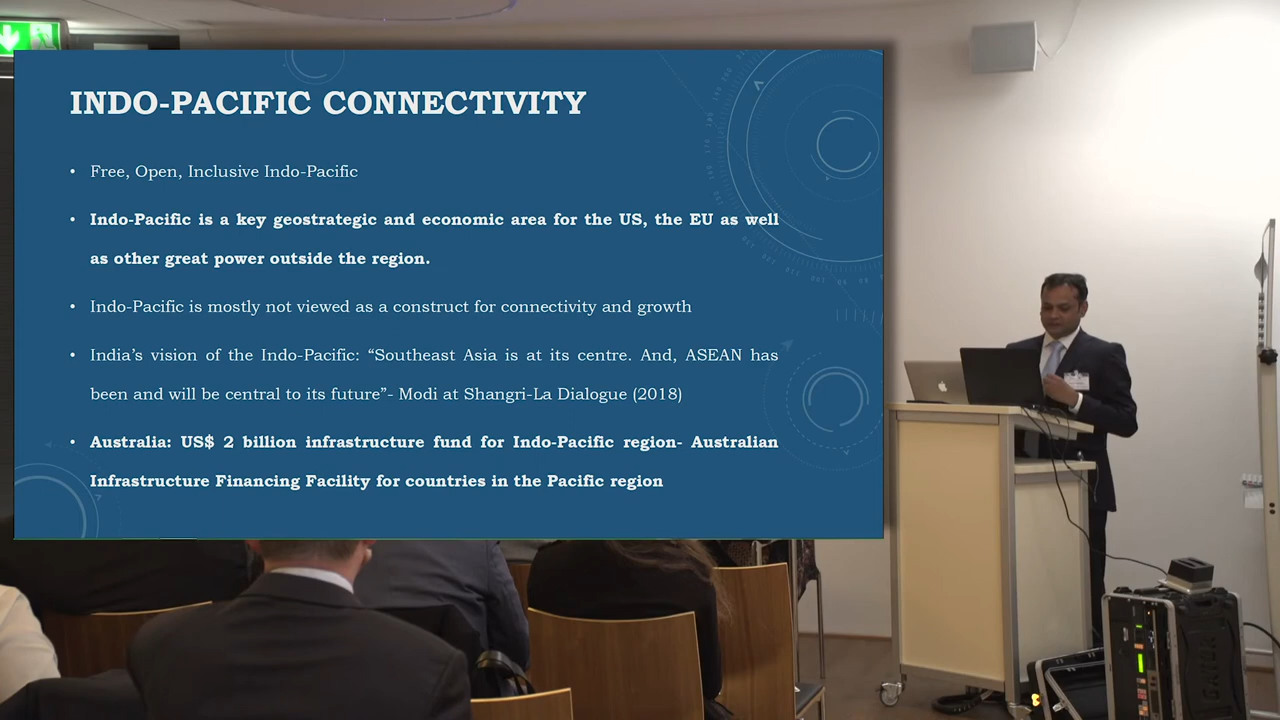 INDO-PACIFIC CONNECTIVITY
• Free, Open, Inclusive Indo-Pacific
• Indo-Pacific is a key geostrategic and economic area for the US, the EU as well
as other great power outside the region.
• Indo-Pacific is mostly not viewed as a construct for connectivity and growth
• India’s vision of the Indo-Pacific: “Southeast Asia is at its centre. And, ASEAN has
been and will be central to its future”- Modi at Shangri-La Dialogue (2018)
• Australia: US$ 2 billion infrastructure fund for Indo-Pacific region- Australian
Infrastructure Financing Facility for countries in the Pacific region